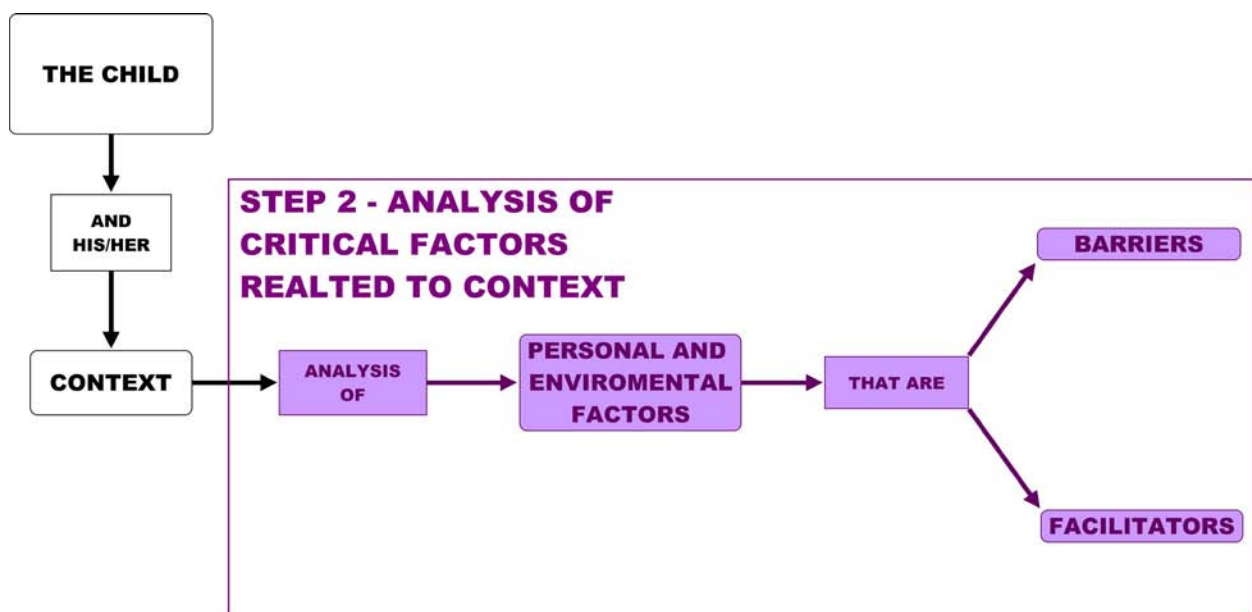 THE CHILD
AND
HIS/HER
CONTEXT
STEP 2 - ANALYSIS OF
CRITICAL FACTORS
REALTED TO CONTEXT
ANALYSIS
OF
PERSONAL AND
ENVIROMENTAL
FACTORS
THAT ARE
BARRIERS
FACILITATORS